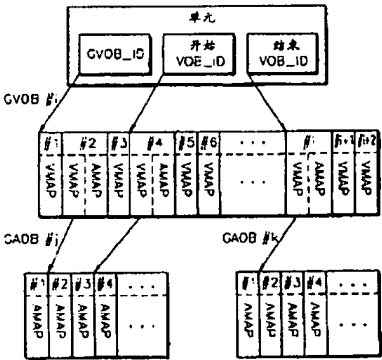 单元
GVOB_ID
开始
VOB_ID
结束
VOB_ID
GVOB #i
#1 #2 #3 #4 #5 #6 ... #i #i+1 #i+2
VMAP VMAP AMAP VMAP VMAP AMAP VMAP VMAP ... VMAP AMAP VMAP VMAP
GAOB #j
GAOB #k
#1 #2 #3 #4 ...
AMAP AMAP AMAP AMAP ...
#1 #2 #3 #4 ...
AMAP AMAP AMAP AMAP ...